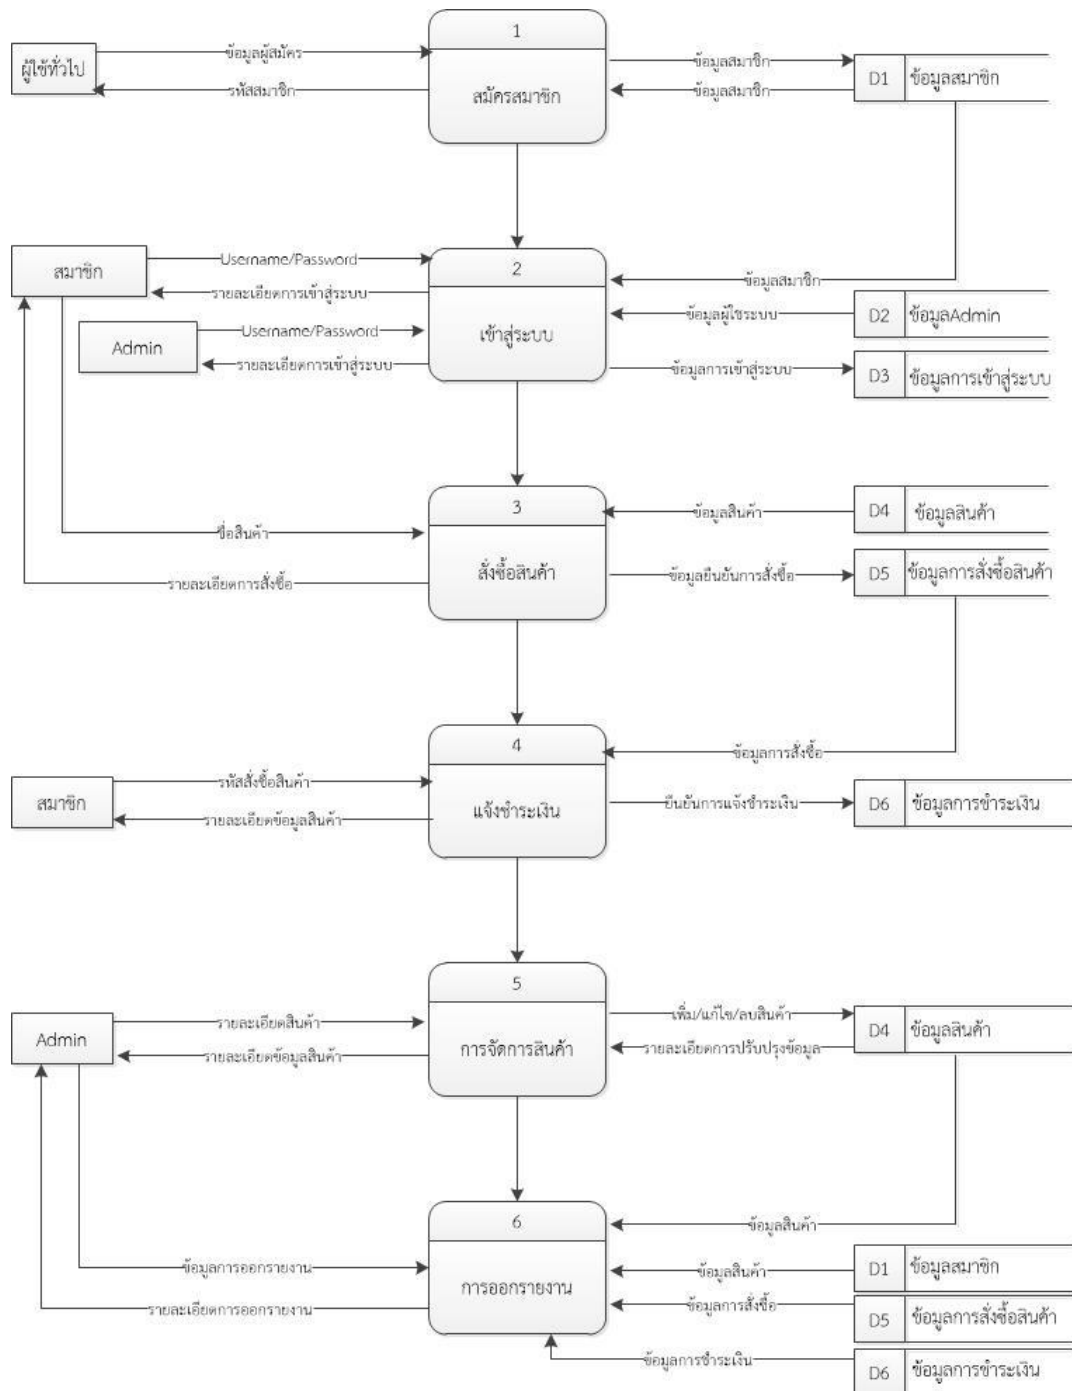 1
ผู้ใช้ทั่วไป
ข้อมูลผู้สมัคร
รหัสสมาชิก
สมัครสมาชิก
ข้อมูลสมาชิก
ข้อมูลสมาชิก
D1 ข้อมูลสมาชิก
สมาชิก
Username/Password
รายละเอียดการเข้าสู่ระบบ
Admin
Username/Password
รายละเอียดการเข้าสู่ระบบ
2
เข้าสู่ระบบ
ข้อมูลสมาชิก
ข้อมูลผู้ใช้ระบบ
D2 ข้อมูลAdmin
ข้อมูลการเข้าสู่ระบบ
D3 ข้อมูลการเข้าสู่ระบบ
3
สั่งซื้อสินค้า
ชื่อสินค้า
รายละเอียดการสั่งซื้อ
ข้อมูลสินค้า
D4 ข้อมูลสินค้า
ข้อมูลยืนยันการสั่งซื้อ
D5 ข้อมูลการสั่งซื้อสินค้า
4
แจ้งชำระเงิน
ข้อมูลการสั่งซื้อ
สมาชิก
รหัสสั่งซื้อสินค้า
รายละเอียดข้อมูลสินค้า
ยืนยันการแจ้งชำระเงิน
D6 ข้อมูลการชำระเงิน
5
การจัดการสินค้า
Admin
รายละเอียดสินค้า
รายละเอียดข้อมูลสินค้า
เพิ่ม/แก้ไข/ลบสินค้า
รายละเอียดการปรับปรุงข้อมูล
D4 ข้อมูลสินค้า
6
การออกรายงาน
ข้อมูลสินค้า
ข้อมูลการออกรายงาน
รายละเอียดการออกรายงาน
ข้อมูลสินค้า
D1 ข้อมูลสมาชิก
ข้อมูลการสั่งซื้อ
D5 ข้อมูลการสั่งซื้อสินค้า
ข้อมูลการชำระเงิน
D6 ข้อมูลการชำระเงิน